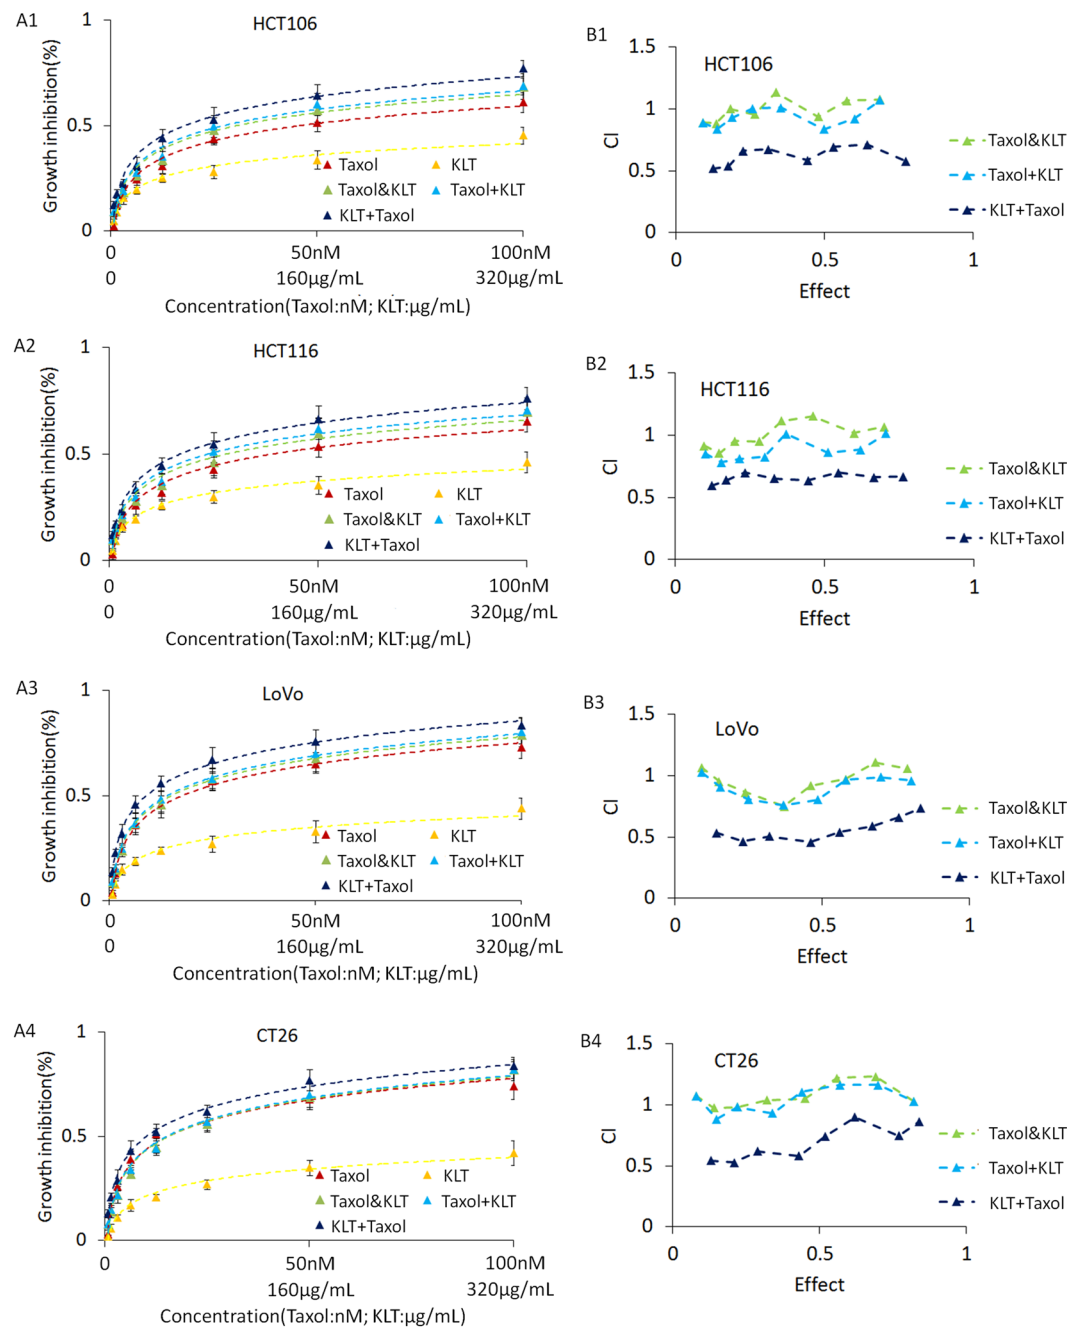 A1
HCT106
Growth inhibition(%)
1
0.5
0
Taxol
KLT
Taxol&KLT
Taxol+KLT
KLT+Taxol
0 50nM 100nM
0 160µg/mL 320µg/mL
Concentration(Taxol:nM; KLT:µg/mL)
B1
HCT106
CI
1.5
1
0.5
0
Taxol&KLT
Taxol+KLT
KLT+Taxol
0 0.5 1
Effect
A2
HCT116
Growth inhibition(%)
1
0.5
0
Taxol
KLT
Taxol&KLT
Taxol+KLT
KLT+Taxol
0 50nM 100nM
0 160µg/mL 320µg/mL
Concentration(Taxol:nM; KLT:µg/mL)
B2
HCT116
CI
1.5
1
0.5
0
Taxol&KLT
Taxol+KLT
KLT+Taxol
0 0.5 1
Effect
A3
LoVo
Growth inhibition(%)
1
0.5
0
Taxol
KLT
Taxol&KLT
Taxol+KLT
KLT+Taxol
0 50nM 100nM
0 160µg/mL 320µg/mL
Concentration(Taxol:nM; KLT:µg/mL)
B3
LoVo
CI
1.5
1
0.5
0
Taxol&KLT
Taxol+KLT
KLT+Taxol
0 0.5 1
Effect
A4
CT26
Growth inhibition(%)
1
0.5
0
Taxol
KLT
Taxol&KLT
Taxol+KLT
KLT+Taxol
0 50nM 100nM
160µg/mL 320µg/mL
Concentration(Taxol:nM; KLT:µg/mL)
B4
CT26
CI
1.5
1
0.5
0
Taxol&KLT
Taxol+KLT
KLT+Taxol
0 0.5 1
Effect